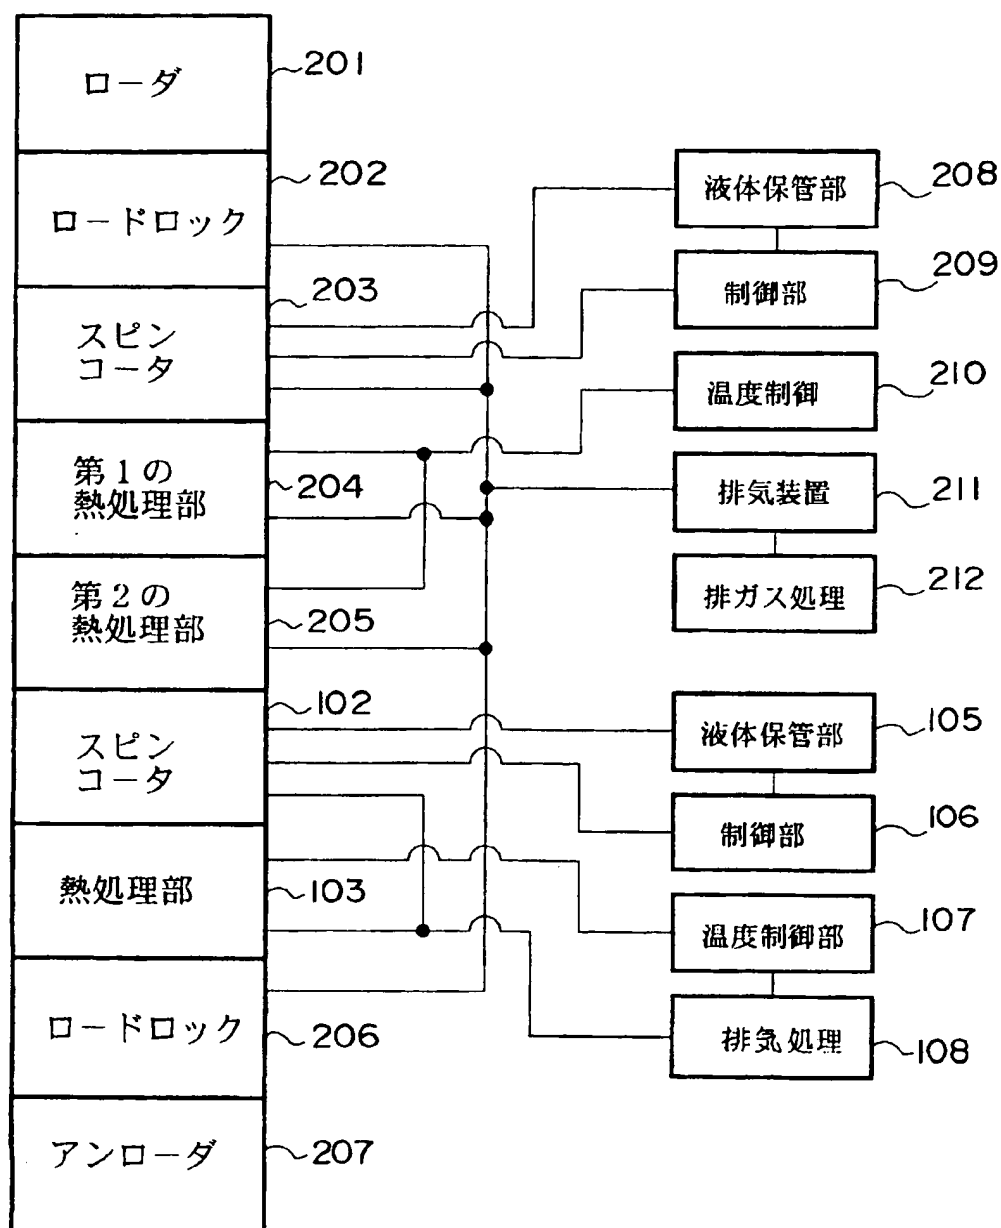 ローダ
201
ロードロック
202
スピン
コータ
203
第1の
熱処理部
204
第2の
熱処理部
205
スピン
コータ
102
熱処理部
103
ロードロック
206
アンローダ
207
液体保管部
208
制御部
209
温度制御
210
排気装置
211
排ガス処理
212
液体保管部
105
制御部
106
温度制御部
107
排気処理
108